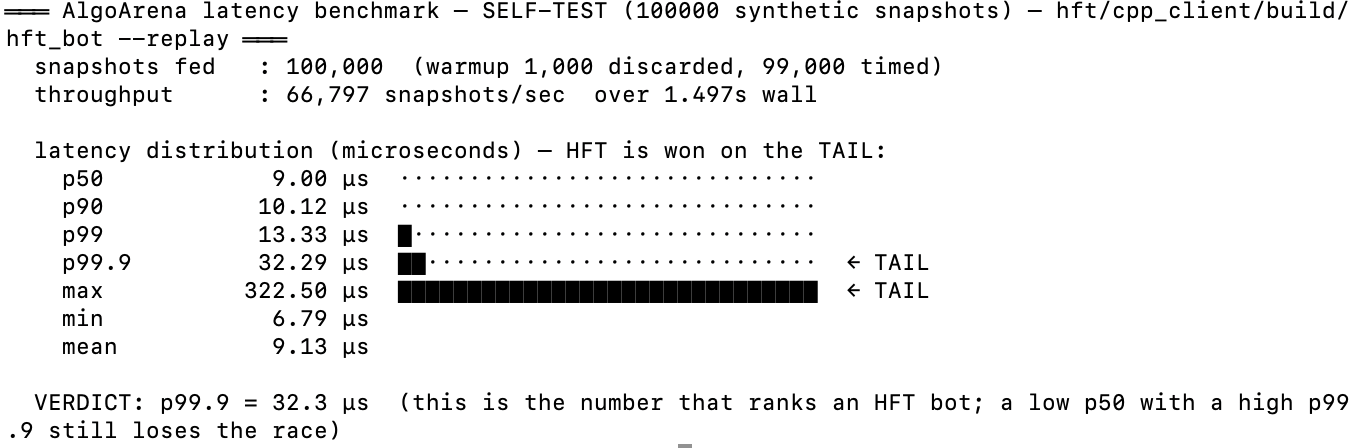 ═══ AlgoArena latency benchmark — SELF-TEST (100000 synthetic snapshots) — hft/cpp_client/build/
hft_bot --replay ═══
snapshots fed : 100,000 (warmup 1,000 discarded, 99,000 timed)
throughput : 66,797 snapshots/sec over 1.497s wall
latency distribution (microseconds) — HFT is won on the TAIL:
p50 9.00 µs ······························
p90 10.12 µs ······························
p99 13.33 µs █·····························
p99.9 32.29 µs ██···························· ← TAIL
max 322.50 µs ██████████████████████████████ ← TAIL
min 6.79 µs
mean 9.13 µs
VERDICT: p99.9 = 32.3 µs (this is the number that ranks an HFT bot; a low p50 with a high p99
.9 still loses the race)